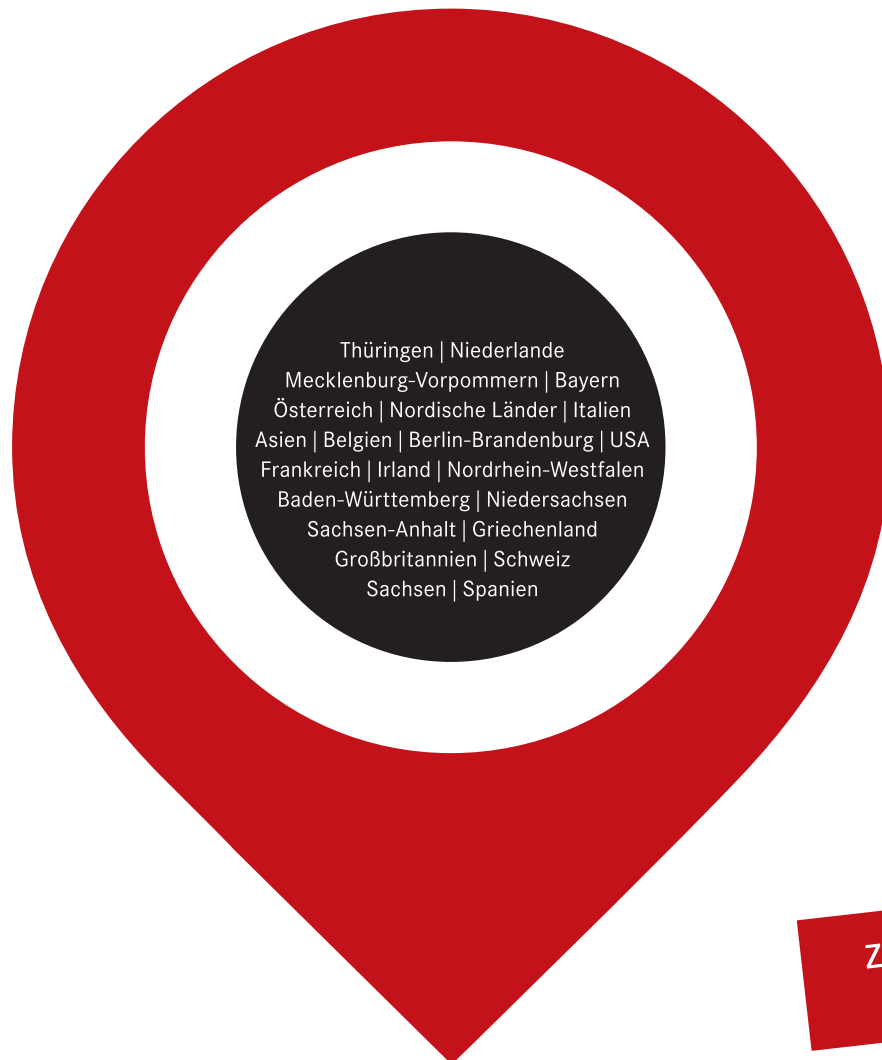 Thüringen | Niederlande
Mecklenburg-Vorpommern | Bayern
Österreich | Nordische Länder | Italien
Asien | Belgien | Berlin-Brandenburg | USA
Frankreich | Irland | Nordrhein-Westfalen
Baden-Württemberg | Niedersachsen
Sachsen-Anhalt | Griechenland
Großbritannien | Schweiz
Sachsen | Spanien